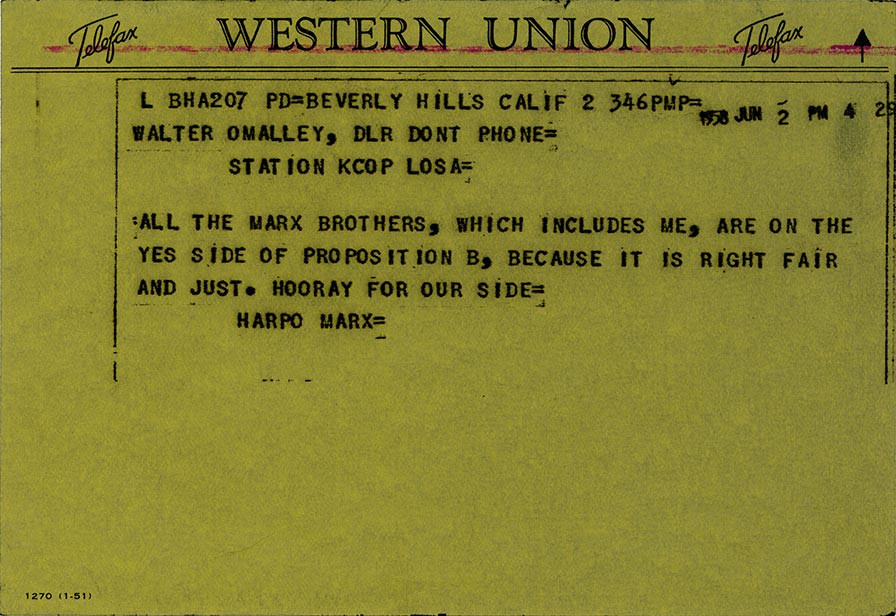 Telefax WESTERN UNION Telefax
L BHA207 PD=BEVERLY HILLS CALIF 2 346PMP=
1958 JUN 2 PM 4 2
WALTER OMALLEY, DLR DONT PHONE=
STATION KCOP LOSA=
:ALL THE MARX BROTHERS, WHICH INCLUDES ME, ARE ON THE
YES SIDE OF PROPOSITION B, BECAUSE IT IS RIGHT FAIR
AND JUST. HOORAY FOR OUR SIDE=
HARPO MARX=
1270 (1-51)